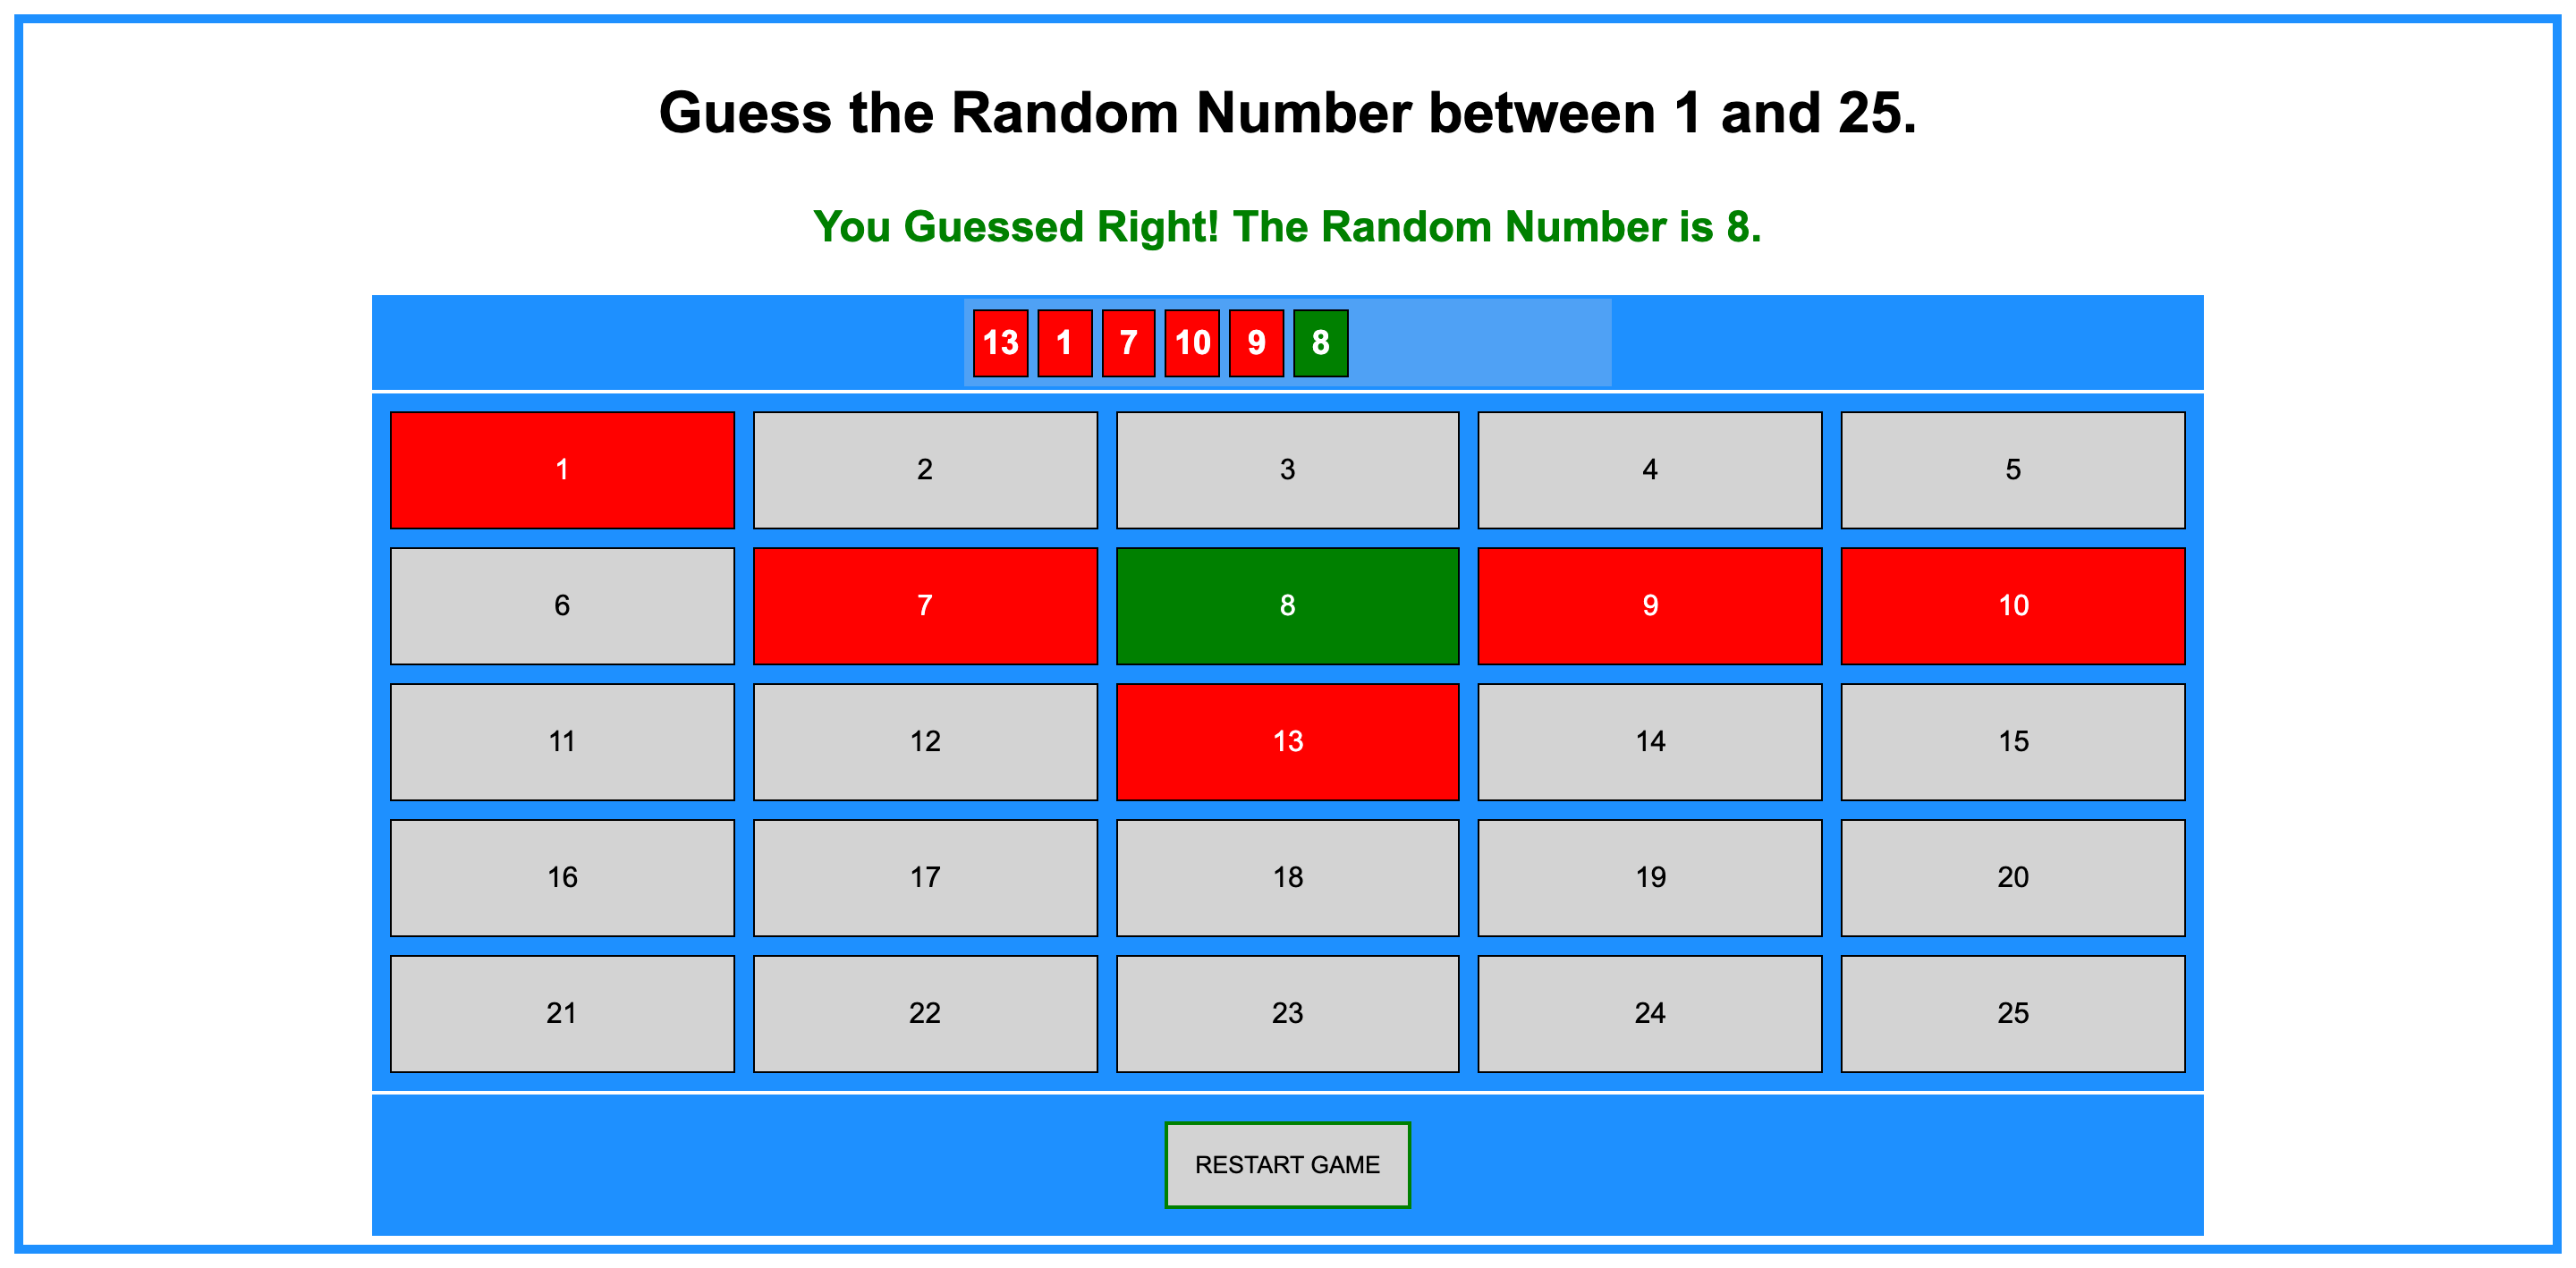 Guess the Random Number between 1 and 25.
You Guessed Right! The Random Number is 8.
13 1 7 10 9 8
1 2 3 4 5
6 7 8 9 10
11 12 13 14 15
16 17 18 19 20
21 22 23 24 25
RESTART GAME